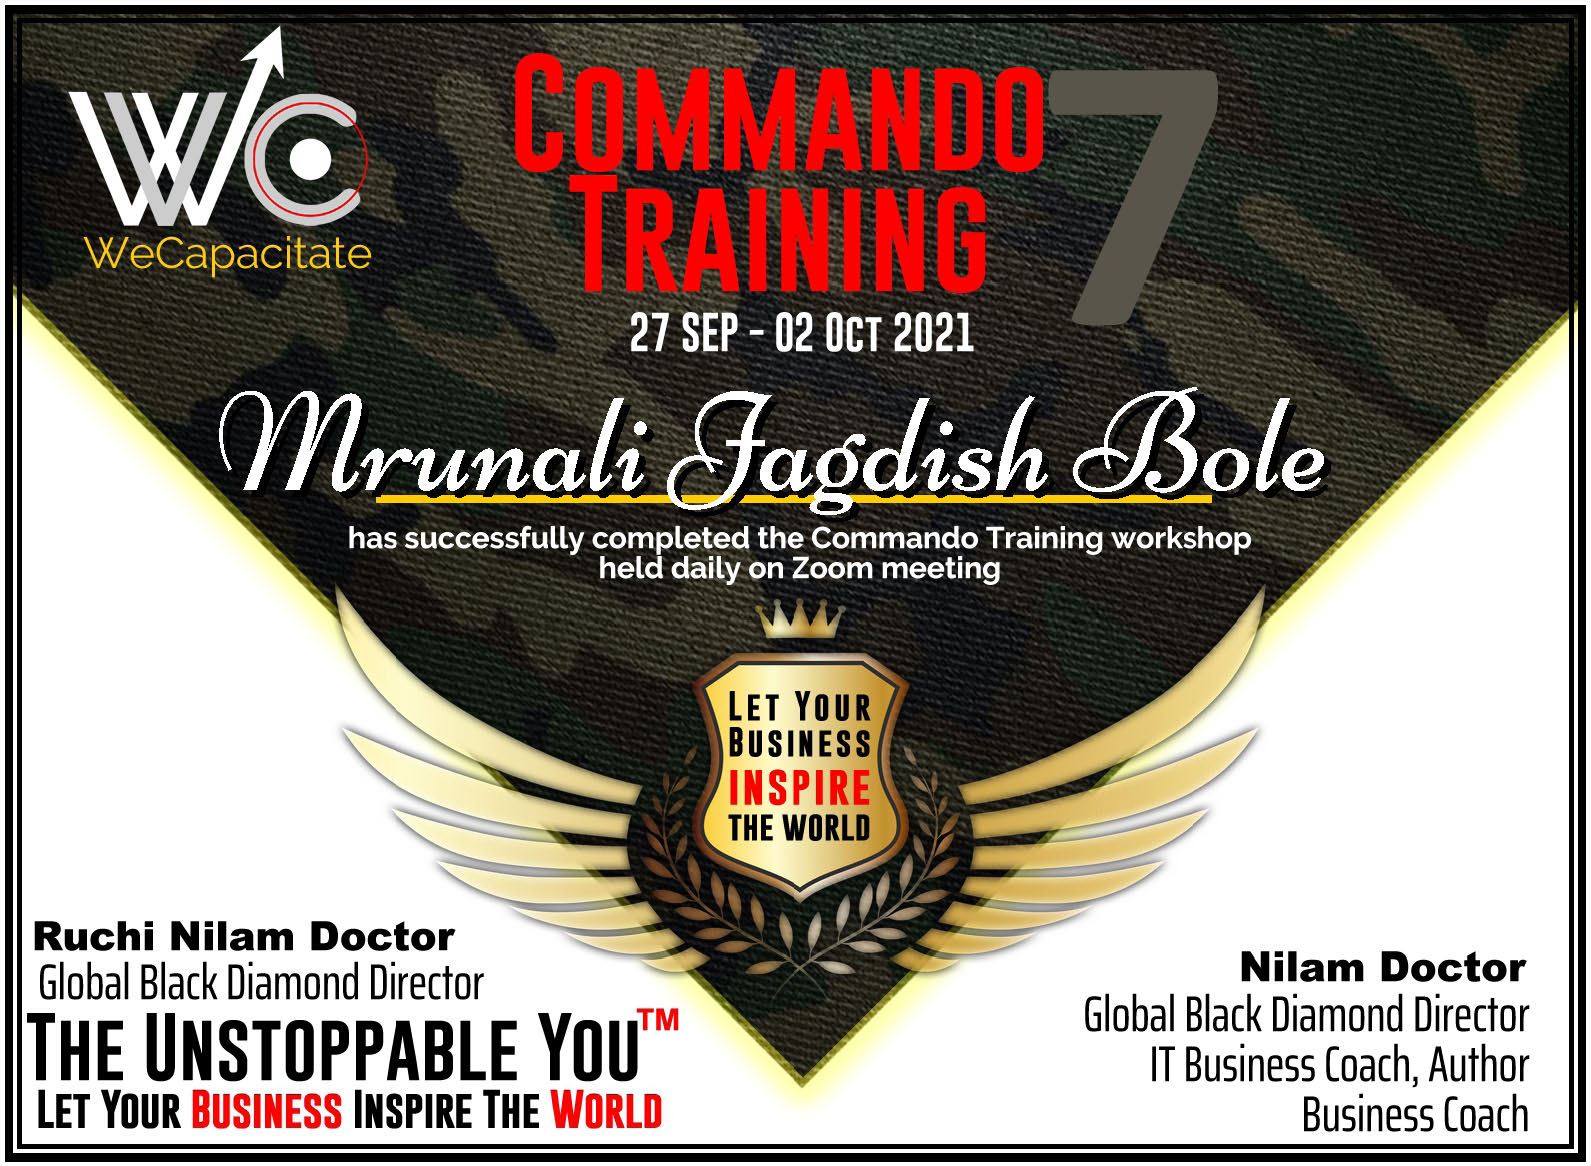 WC
WeCapacitate
COMMANDO
TRAINING
7
27 SEP - 02 OCT 2021
Mrunali Jagdish Bole
has successfully completed the Commando Training workshop
held daily on Zoom meeting
LET YOUR
BUSINESS
INSPIRE
THE WORLD
Ruchi Nilam Doctor
Global Black Diamond Director
THE UNSTOPPABLE YOU™
LET YOUR BUSINESS INSPIRE THE WORLD
Nilam Doctor
Global Black Diamond Director
IT Business Coach, Author
Business Coach